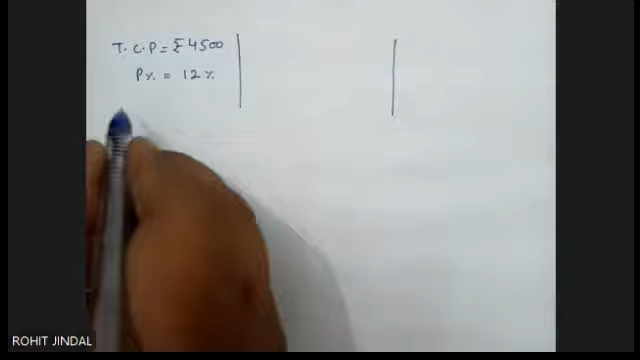 T. C. P = ₹ 4500
P% = 12%
ROHIT JINDAL